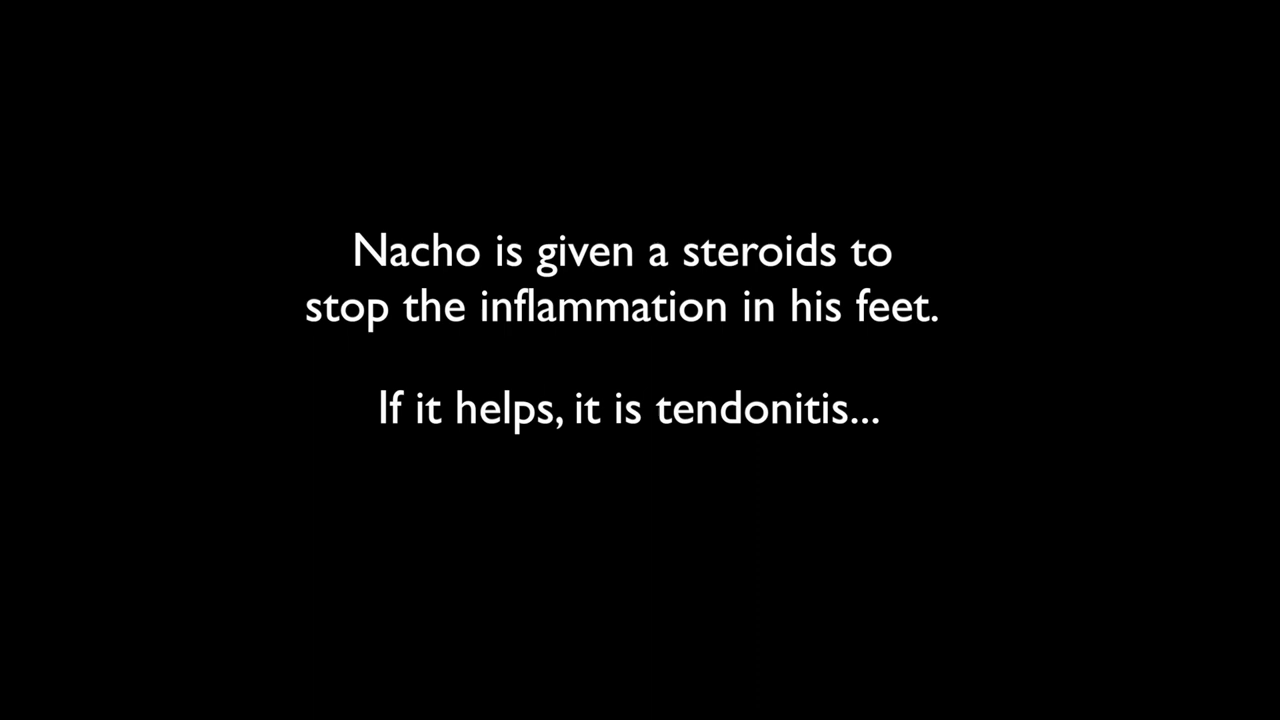 Nacho is given a steroids to
stop the inflammation in his feet.
If it helps, it is tendonitis...